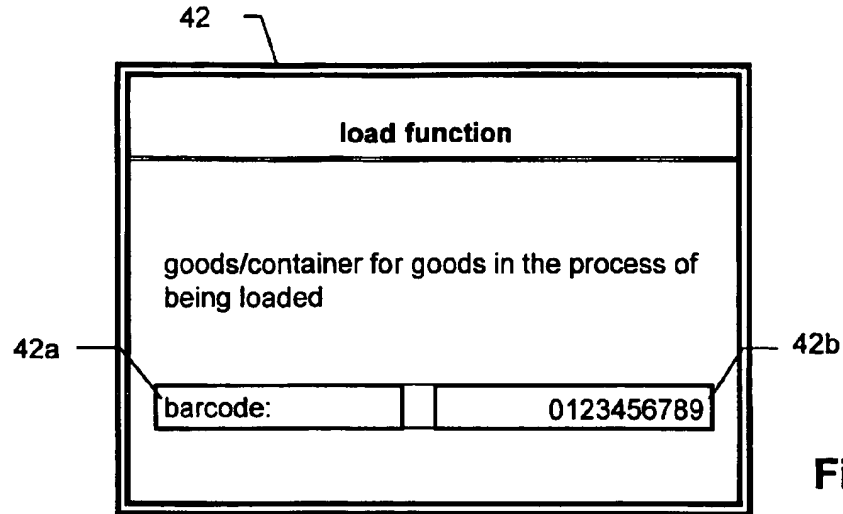 42
load function
goods/container for goods in the process of
being loaded
42a
42b
barcode:
0123456789